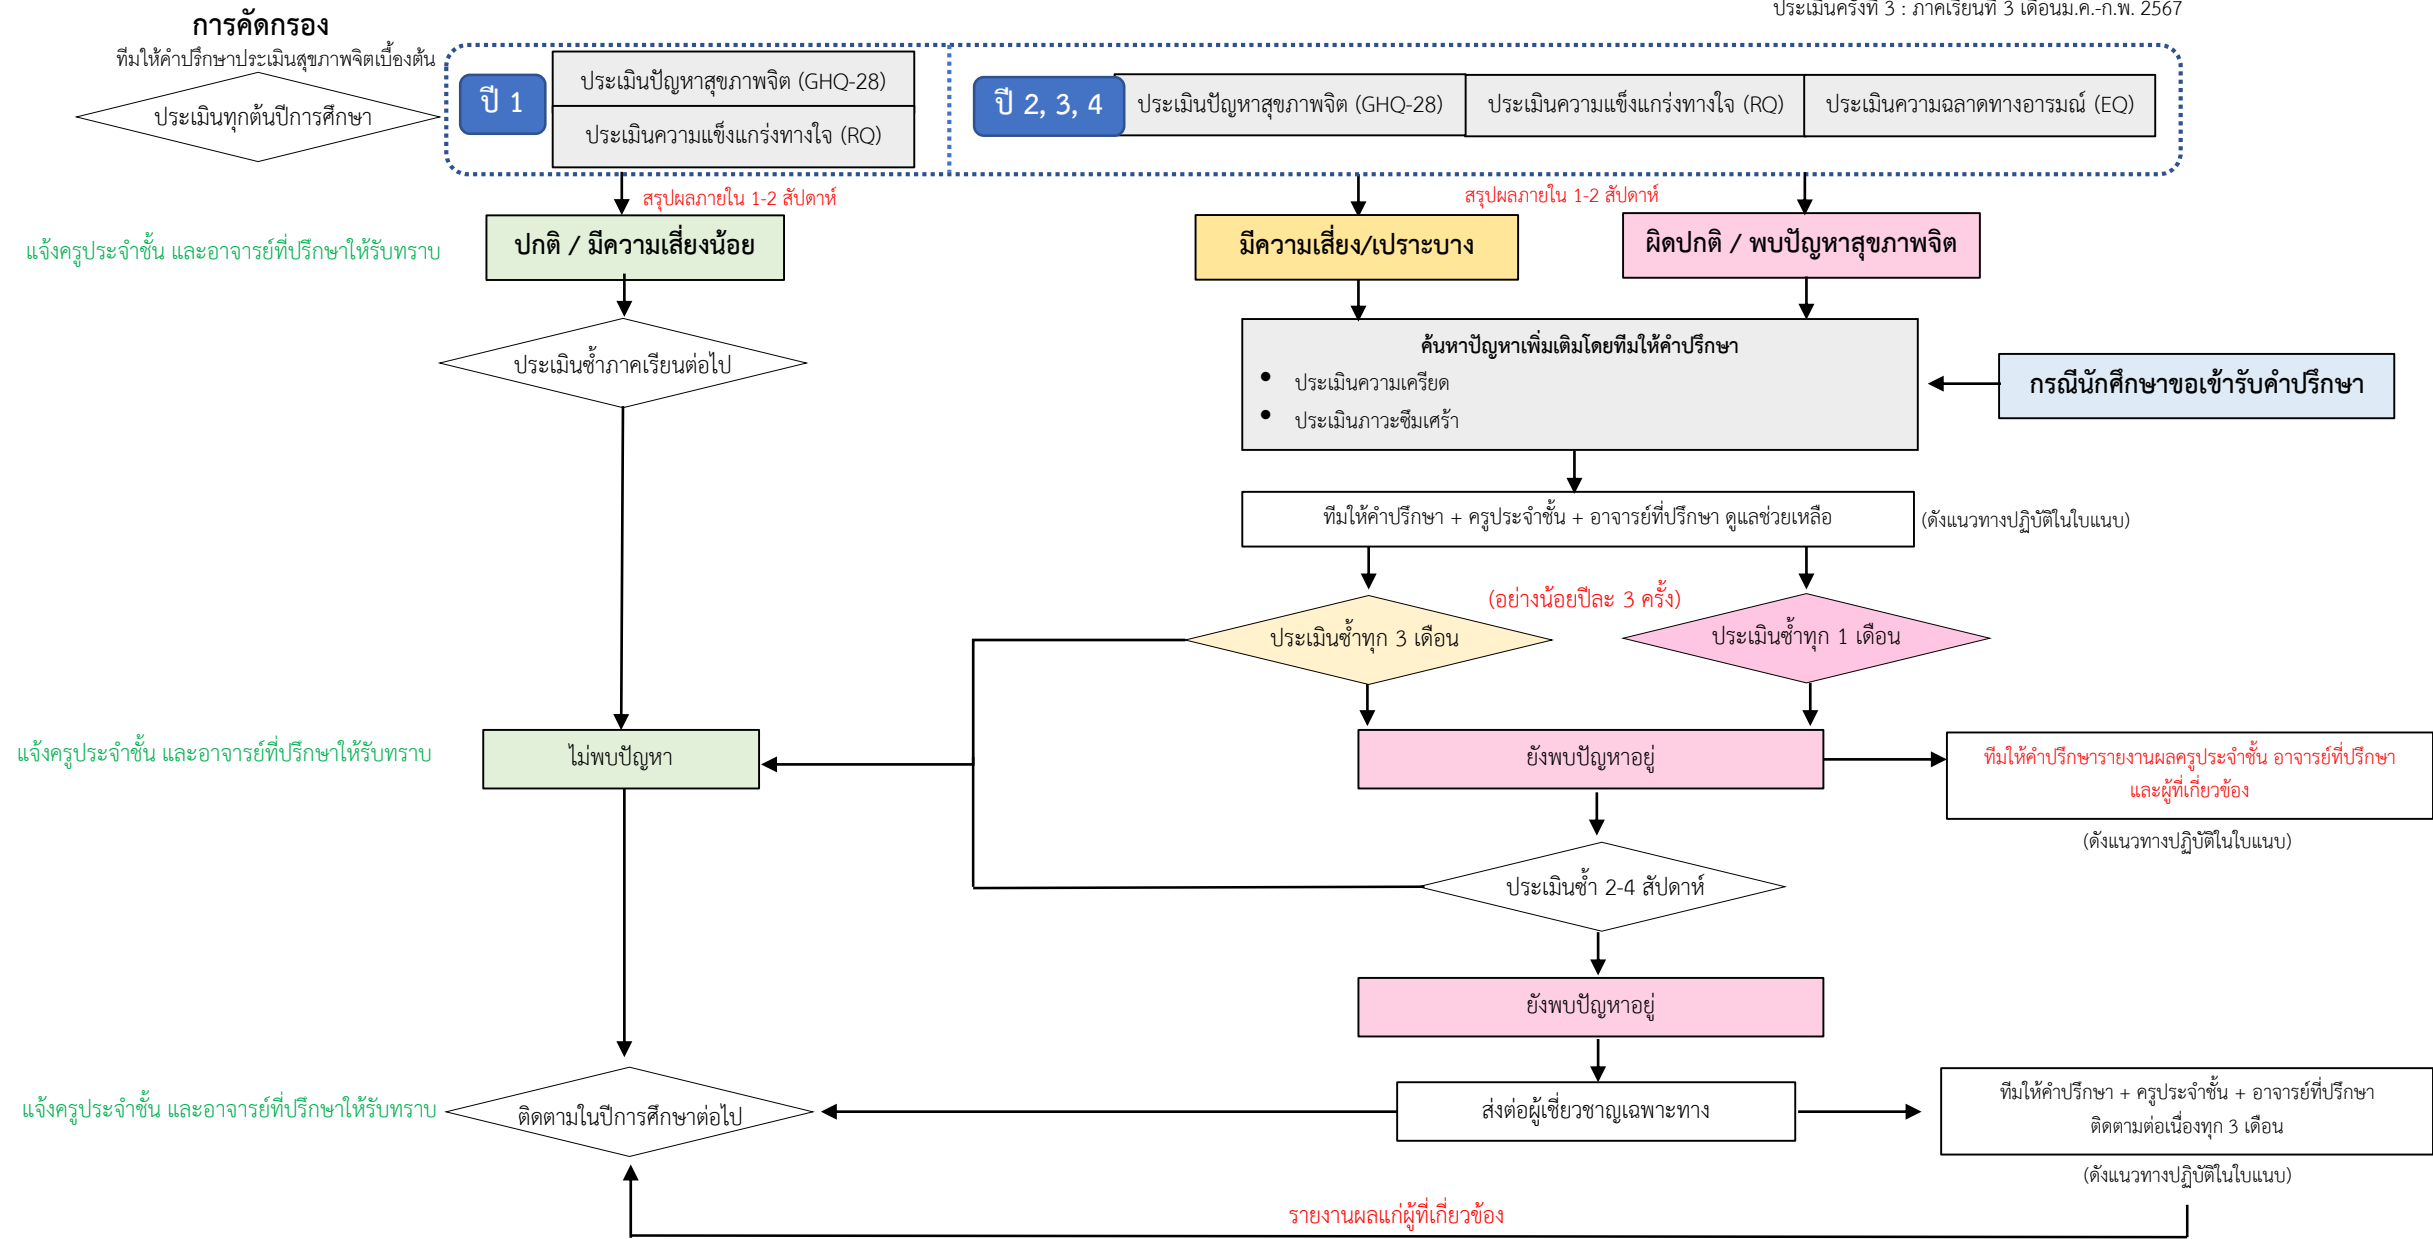 ประเมินครั้งที่ 3 : ภาคเรียนที่ 3 เดือนม.ค.-ก.พ. 2567
การคัดกรอง
ทีมให้คำปรึกษาประเมินสุขภาพจิตเบื้องต้น
ประเมินทุกต้นปีการศึกษา
ปี 1
ประเมินปัญหาสุขภาพจิต (GHQ-28)
ประเมินความแข็งแกร่งทางใจ (RQ)
ปี 2, 3, 4
ประเมินปัญหาสุขภาพจิต (GHQ-28)
ประเมินความแข็งแกร่งทางใจ (RQ)
ประเมินความฉลาดทางอารมณ์ (EQ)
สรุปผลภายใน 1-2 สัปดาห์
สรุปผลภายใน 1-2 สัปดาห์
แจ้งครูประจำชั้น และอาจารย์ที่ปรึกษาให้รับทราบ
ปกติ / มีความเสี่ยงน้อย
มีความเสี่ยง/เปราะบาง
ผิดปกติ / พบปัญหาสุขภาพจิต
ประเมินซ้ำภาคเรียนต่อไป
ค้นหาปัญหาเพิ่มเติมโดยทีมให้คำปรึกษา
• ประเมินความเครียด
• ประเมินภาวะซึมเศร้า
กรณีนักศึกษาขอเข้ารับคำปรึกษา
ทีมให้คำปรึกษา + ครูประจำชั้น + อาจารย์ที่ปรึกษา ดูแลช่วยเหลือ
(ดังแนวทางปฏิบัติในใบแนบ)
(อย่างน้อยปีละ 3 ครั้ง)
ประเมินซ้ำทุก 3 เดือน
ประเมินซ้ำทุก 1 เดือน
แจ้งครูประจำชั้น และอาจารย์ที่ปรึกษาให้รับทราบ
ไม่พบปัญหา
ยังพบปัญหาอยู่
ทีมให้คำปรึกษารายงานผลครูประจำชั้น อาจารย์ที่ปรึกษา
และผู้ที่เกี่ยวข้อง
(ดังแนวทางปฏิบัติในใบแนบ)
ประเมินซ้ำ 2-4 สัปดาห์
ยังพบปัญหาอยู่
แจ้งครูประจำชั้น และอาจารย์ที่ปรึกษาให้รับทราบ
ติดตามในปีการศึกษาต่อไป
ส่งต่อผู้เชี่ยวชาญเฉพาะทาง
ทีมให้คำปรึกษา + ครูประจำชั้น + อาจารย์ที่ปรึกษา
ติดตามต่อเนื่องทุก 3 เดือน
(ดังแนวทางปฏิบัติในใบแนบ)
รายงานผลแก่ผู้ที่เกี่ยวข้อง